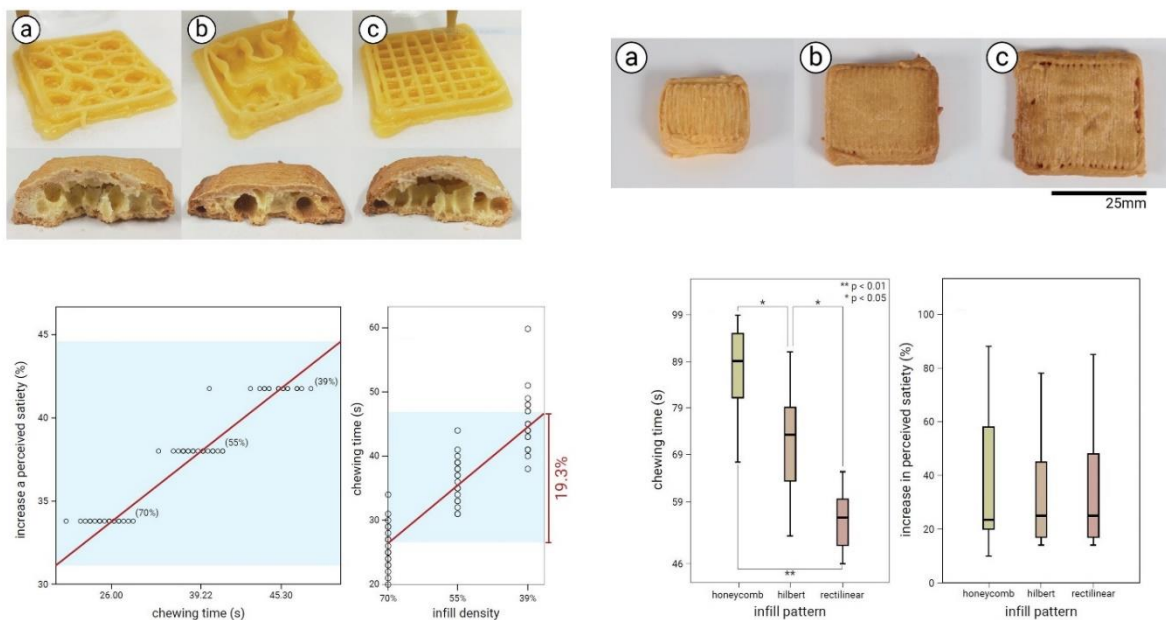 a
b
c
a
b
c
25mm
increase a perceived satiety (%)
45
42
38
34
30
(39%)
(55%)
(70%)
26.00
39.22
45.30
chewing time (s)
chewing time (s)
60
50
40
30
20
19.3%
70%
55%
39%
infill density
** p < 0.01
* p < 0.05
chewing time (s)
99
89
79
69
59
46
*
*
**
honeycomb
hilbert
rectilinear
infill pattern
increase in perceived satiety (%)
100
80
60
40
20
0
honeycomb
hilbert
rectilinear
infill pattern